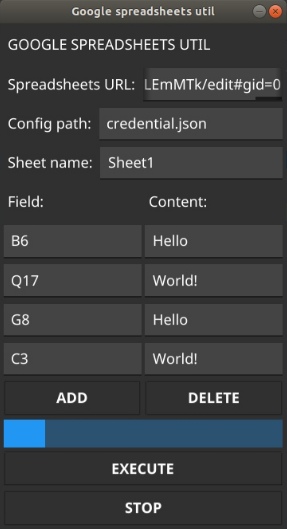 Google spreadsheets util
GOOGLE SPREADSHEETS UTIL
Spreadsheets URL: LEmMTk/edit#gid=0
Config path: credential.json
Sheet name: Sheet1
Field: Content:
B6 Hello
Q17 World!
G8 Hello
C3 World!
ADD DELETE
EXECUTE
STOP